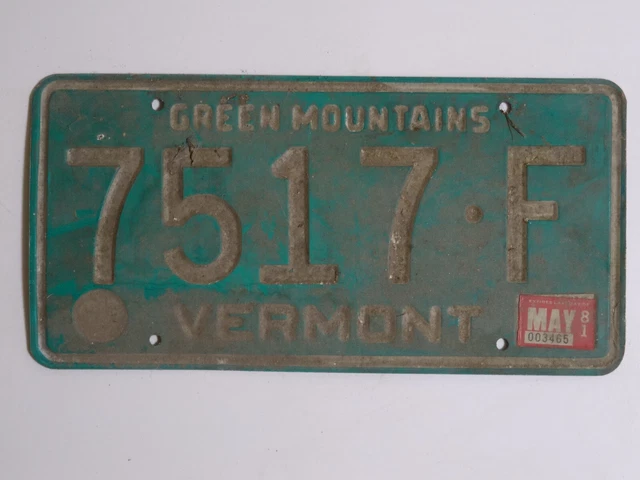 GREEN MOUNTAINS
7517·F
VERMONT
MAY 81
003465